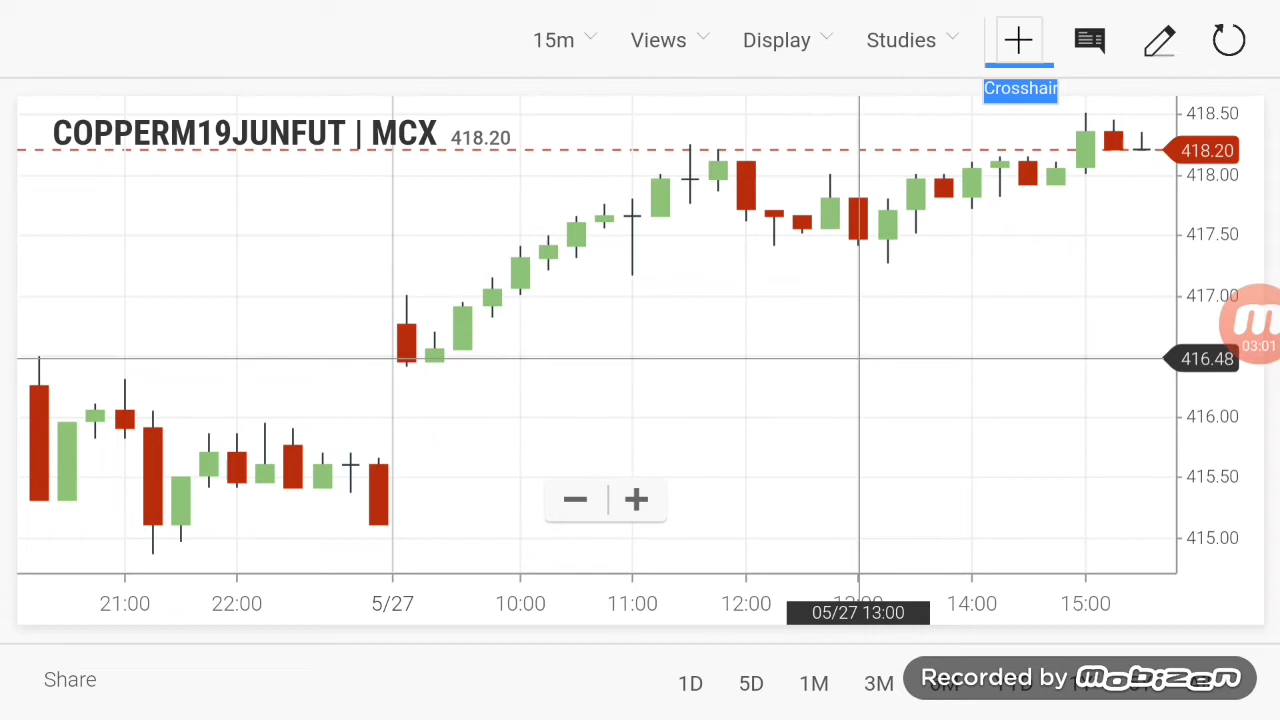 15m Views Display Studies
Crosshair
COPPERM19JUNFUT | MCX 418.20
418.50
418.20
418.00
417.50
417.00
03:01
416.48
416.00
415.50
415.00
21:00 22:00 5/27 10:00 11:00 12:00 14:00 15:00
05/27 13:00
Share 1D 5D 1M 3M
Recorded by mobizen